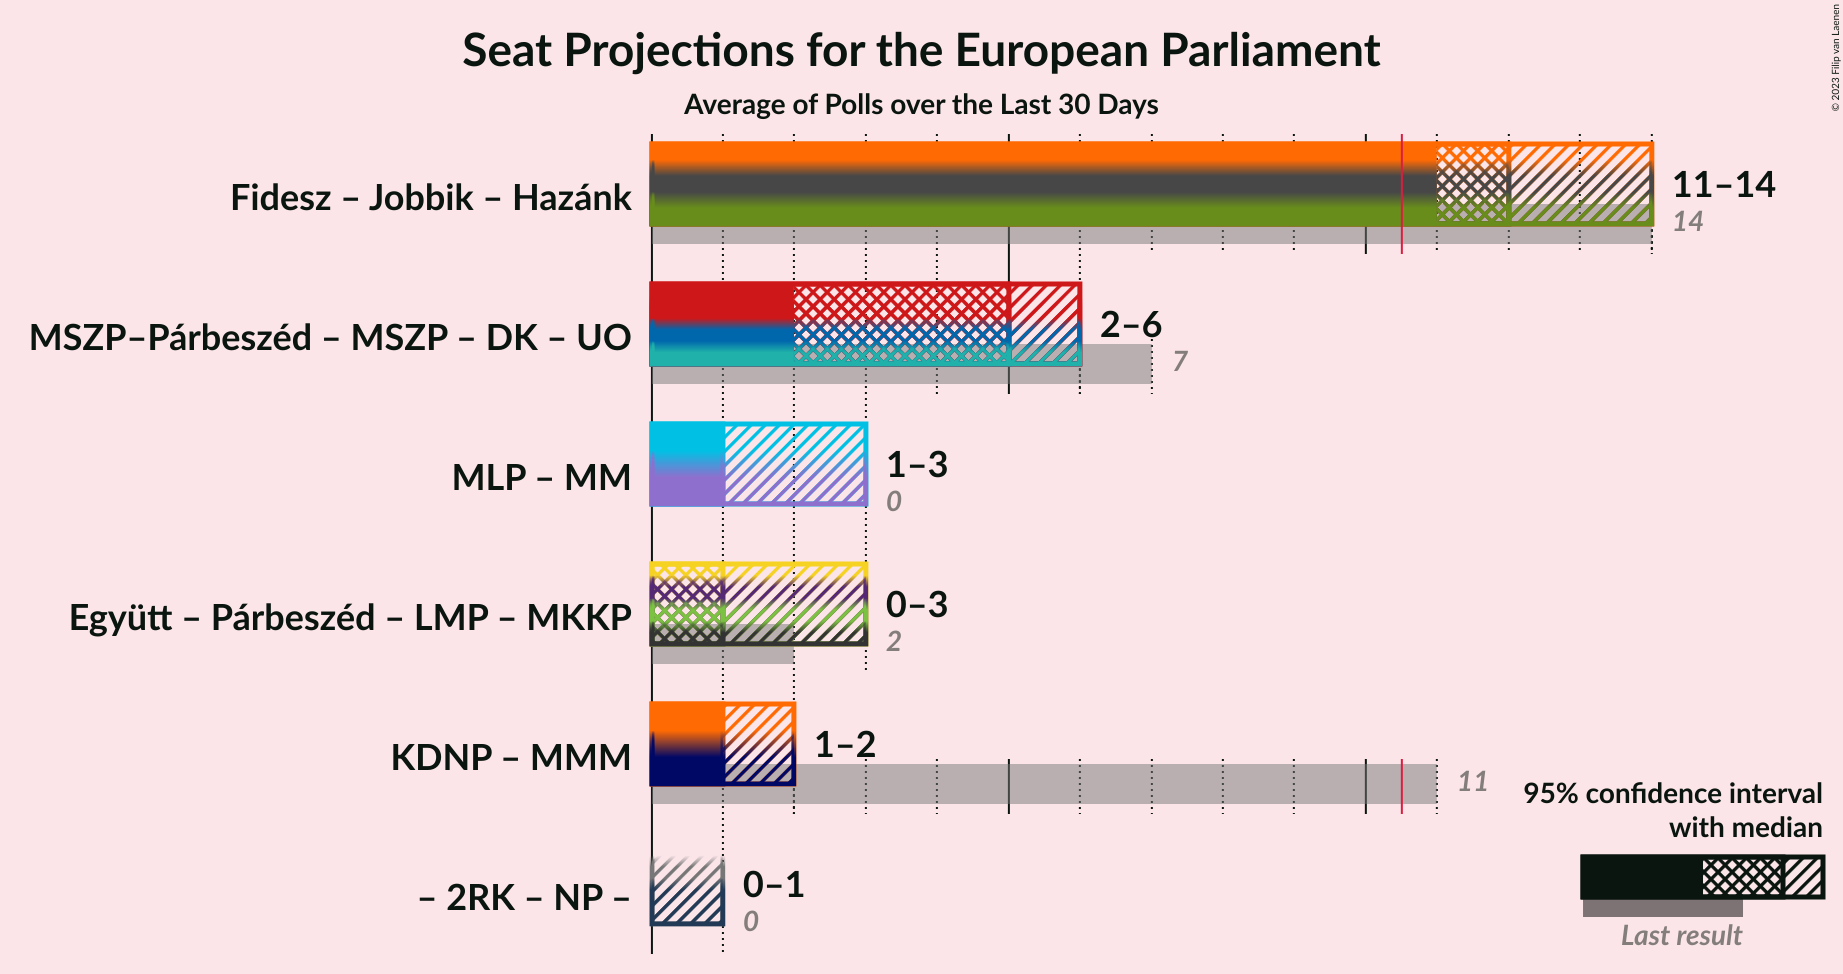 Seat Projections for the European Parliament
Average of Polls over the Last 30 Days
© 2023 Filip van Laenen
Fidesz – Jobbik – Hazánk
11–14
14
MSZP–Párbeszéd – MSZP – DK – UO
2–6
7
MLP – MM
1–3
0
Együtt – Párbeszéd – LMP – MKKP
0–3
2
KDNP – MMM
1–2
11
– 2RK – NP –
0–1
0
95% confidence interval
with median
Last result